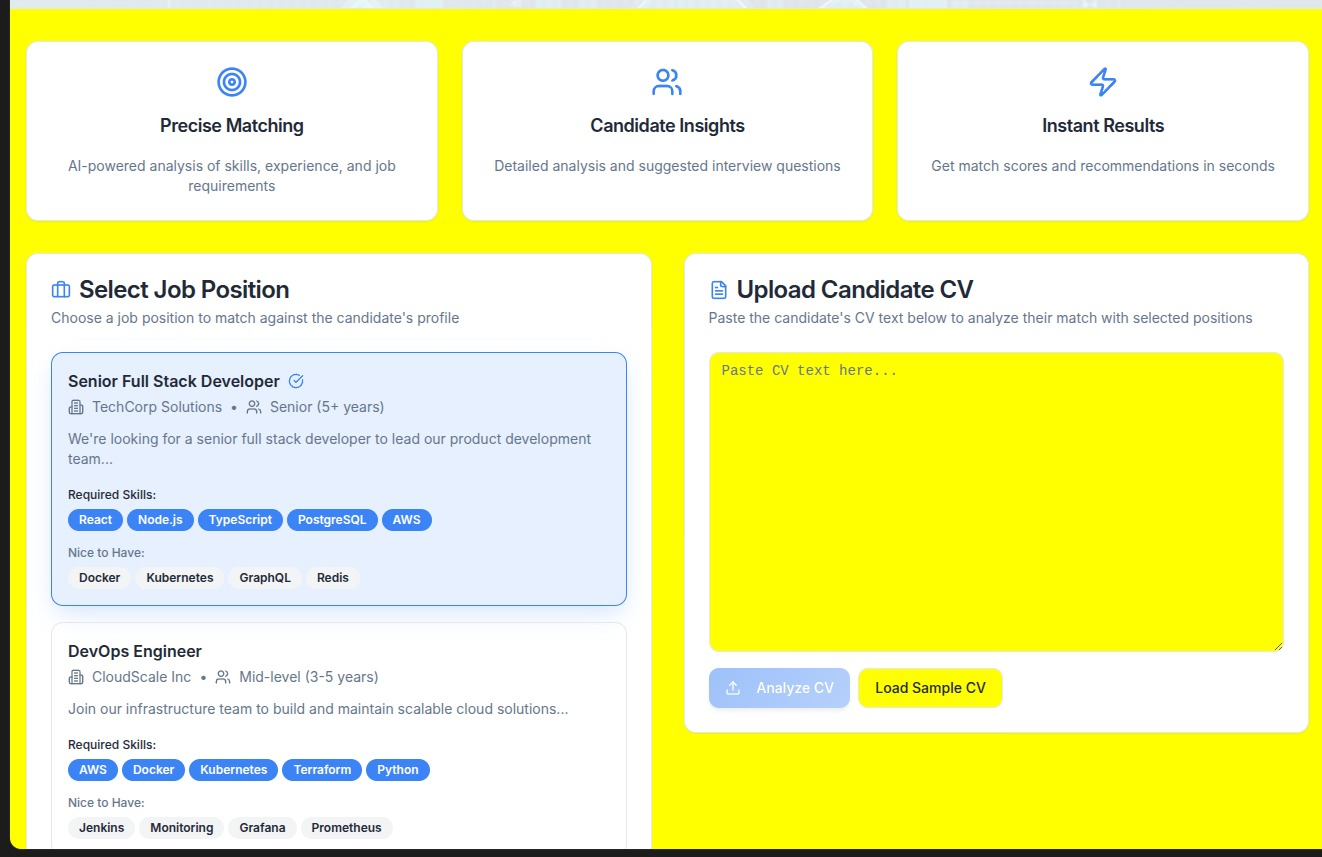 Precise Matching
AI-powered analysis of skills, experience, and job
requirements
Candidate Insights
Detailed analysis and suggested interview questions
Instant Results
Get match scores and recommendations in seconds
Select Job Position
Choose a job position to match against the candidate's profile
Senior Full Stack Developer
TechCorp Solutions • Senior (5+ years)
We're looking for a senior full stack developer to lead our product development
team...
Required Skills:
React Node.js TypeScript PostgreSQL AWS
Nice to Have:
Docker Kubernetes GraphQL Redis
DevOps Engineer
CloudScale Inc • Mid-level (3-5 years)
Join our infrastructure team to build and maintain scalable cloud solutions...
Required Skills:
AWS Docker Kubernetes Terraform Python
Nice to Have:
Jenkins Monitoring Grafana Prometheus
Upload Candidate CV
Paste the candidate's CV text below to analyze their match with selected positions
Paste CV text here...
Analyze CV Load Sample CV